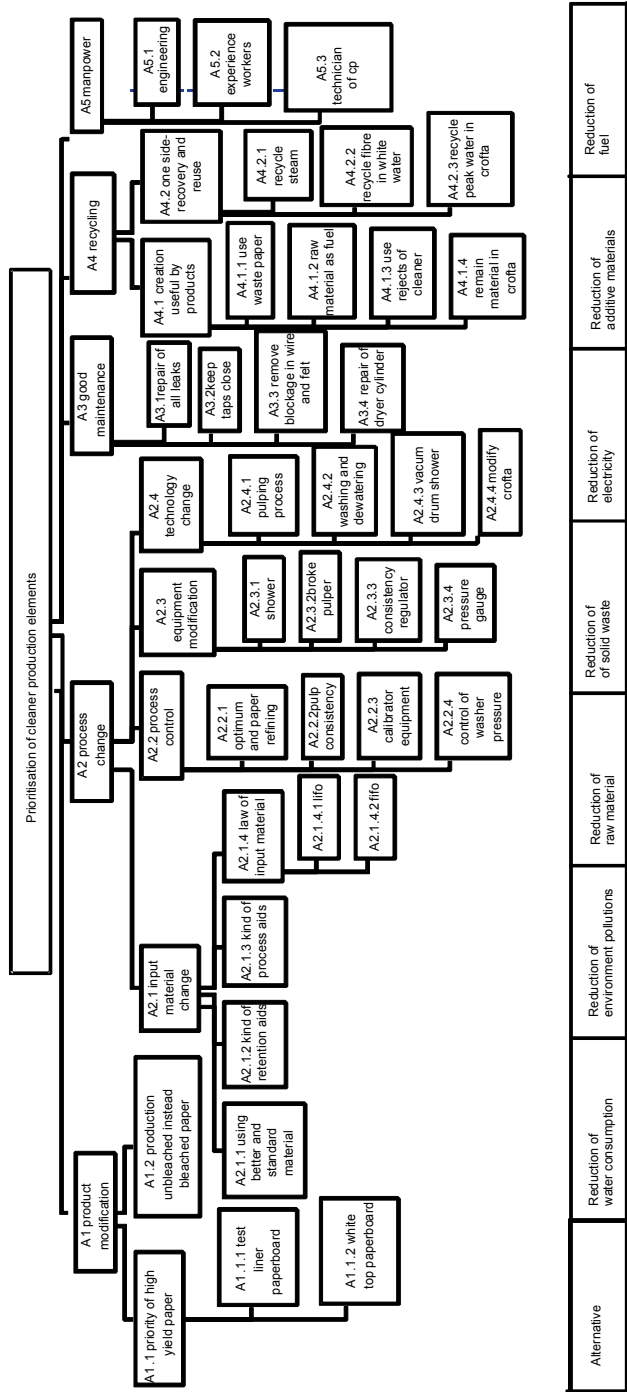 Prioritisation of cleaner production elements
A1 product
modification
A2 process
change
A3 good
maintenance
A4 recycling
A5 manpower
A1.1 priority of high
yield paper
A1.2 production
unbleached instead
bleached paper
A2.1 input
material
change
A2.2 process
control
A2.3
equipment
modification
A2.4
technology
change
A3.1repair of
all leaks
A3.2keep
taps close
A3.3 remove
blockage in wire
and felt
A3.4 repair of
dryer cylinder
A4.1 creation
useful by
products
A4.2 one side-
recovery and
reuse
A5.1
engineering
A5.2
experience
workers
A5.3
technician
of cp
A1.1.1 test
liner
paperboard
A1.1.2 white
top paperboard
A2.1.1 using
better and
standard
material
A2.1.2 kind of
retention aids
A2.1.3 kind of
process aids
A2.1.4 law of
input material
A2.1.4.1 lifo
A2.1.4.2 fifo
A2.2.1
optimum and
paper
refining
A2.2.2pulp
consistency
A2.2.3
calibrator
equipment
A2.2.4
control of
washer
pressure
A2.3.1
shower
A2.3.2broke
pulper
A2.3.3
consistency
regulator
A2.3.4
pressure
gauge
A2.4.1
pulping
process
A2.4.2
washing and
dewatering
A2.4.3 vacum
drum shower
A2.4.4 modify
crofta
A4.1.1 use
waste paper
A4.1.2 raw
material as fuel
A4.1.3 use
rejects of
cleaner
A4.1.4
remain
material in
crofta
A4.2.1
recycle
steam
A4.2.2
recycle fibre
in white
water
A4.2.3 recycle
peak water in
crofta
Alternative
Reduction of
water consumption
Reduction of
environment pollutions
Reduction of
raw material
Reduction of
of solid waste
Reduction of
electricity
Reduction of
additive materials
Reduction of
fuel